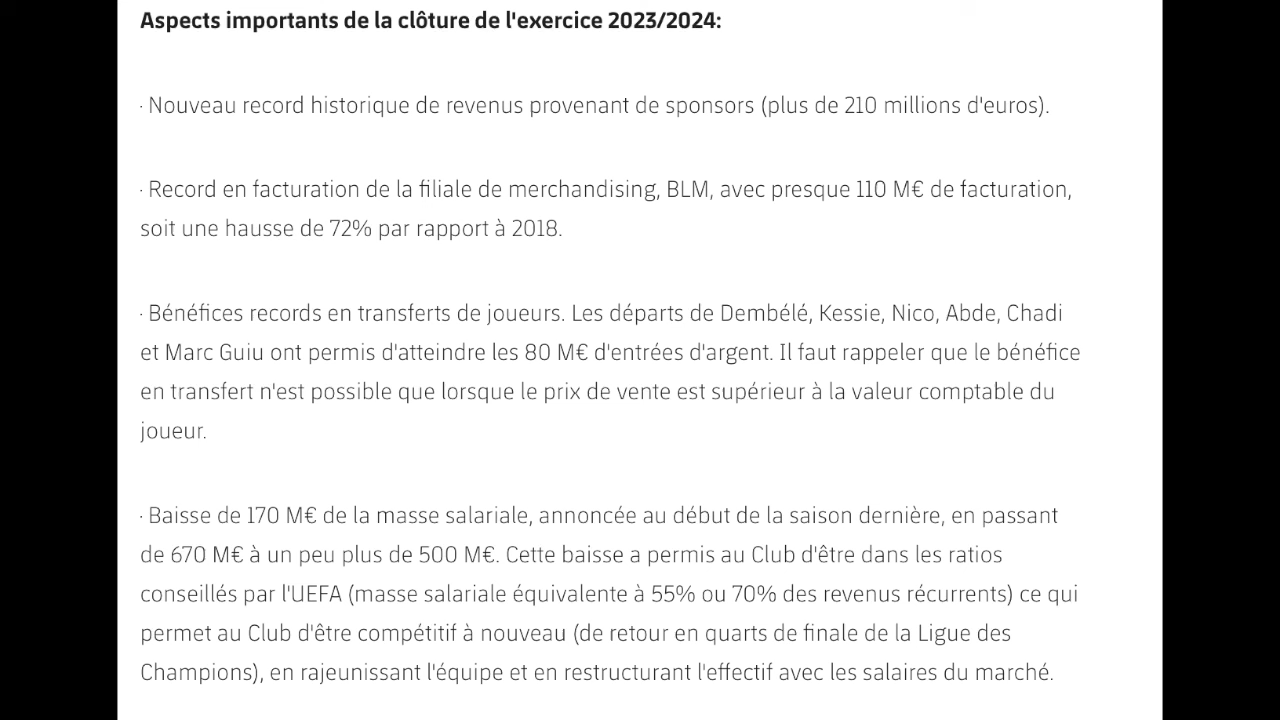 Aspects importants de la clôture de l'exercice 2023/2024:
· Nouveau record historique de revenus provenant de sponsors (plus de 210 millions d'euros).
· Record en facturation de la filiale de merchandising, BLM, avec presque 110 M€ de facturation,
soit une hausse de 72% par rapport à 2018.
· Bénéfices records en transferts de joueurs. Les départs de Dembélé, Kessie, Nico, Abde, Chadi
et Marc Guiu ont permis d'atteindre les 80 M€ d'entrées d'argent. Il faut rappeler que le bénéfice
en transfert n'est possible que lorsque le prix de vente est supérieur à la valeur comptable du
joueur.
· Baisse de 170 M€ de la masse salariale, annoncée au début de la saison dernière, en passant
de 670 M€ à un peu plus de 500 M€. Cette baisse a permis au Club d'être dans les ratios
conseillés par l'UEFA (masse salariale équivalente à 55% ou 70% des revenus récurrents) ce qui
permet au Club d'être compétitif à nouveau (de retour en quarts de finale de la Ligue des
Champions), en rajeunissant l'équipe et en restructurant l'effectif avec les salaires du marché.